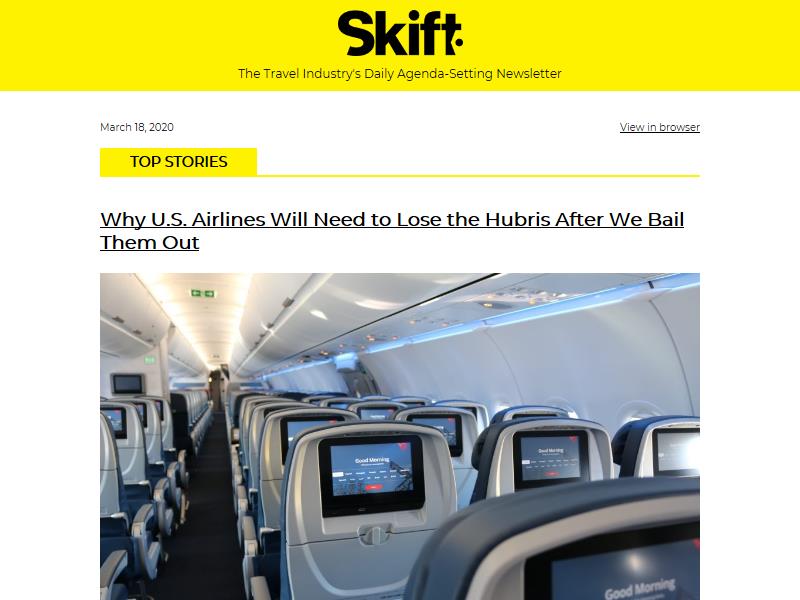 Skift
The Travel Industry's Daily Agenda-Setting Newsletter
March 18, 2020
View in browser
TOP STORIES
Why U.S. Airlines Will Need to Lose the Hubris After We Bail
Them Out
Good Morning
Good Morning
Good Morning